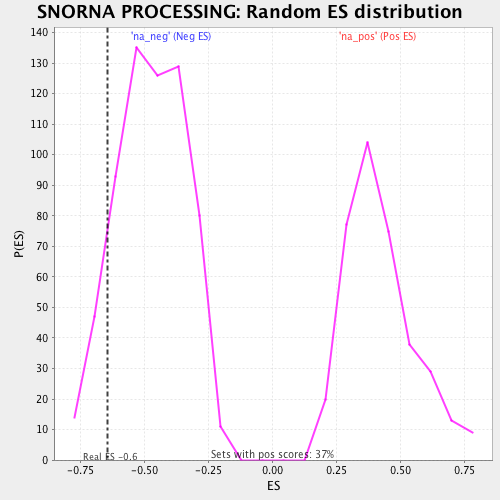 SNORNA PROCESSING: Random ES distribution
'na_neg' (Neg ES)
'na_pos' (Pos ES)
140
130
120
110
100
90
80
70
60
50
40
30
20
10
0
P(ES)
Real ES -0.6
Sets with pos scores: 37%
-0.75 -0.50 -0.25 0.00 0.25 0.50 0.75
ES